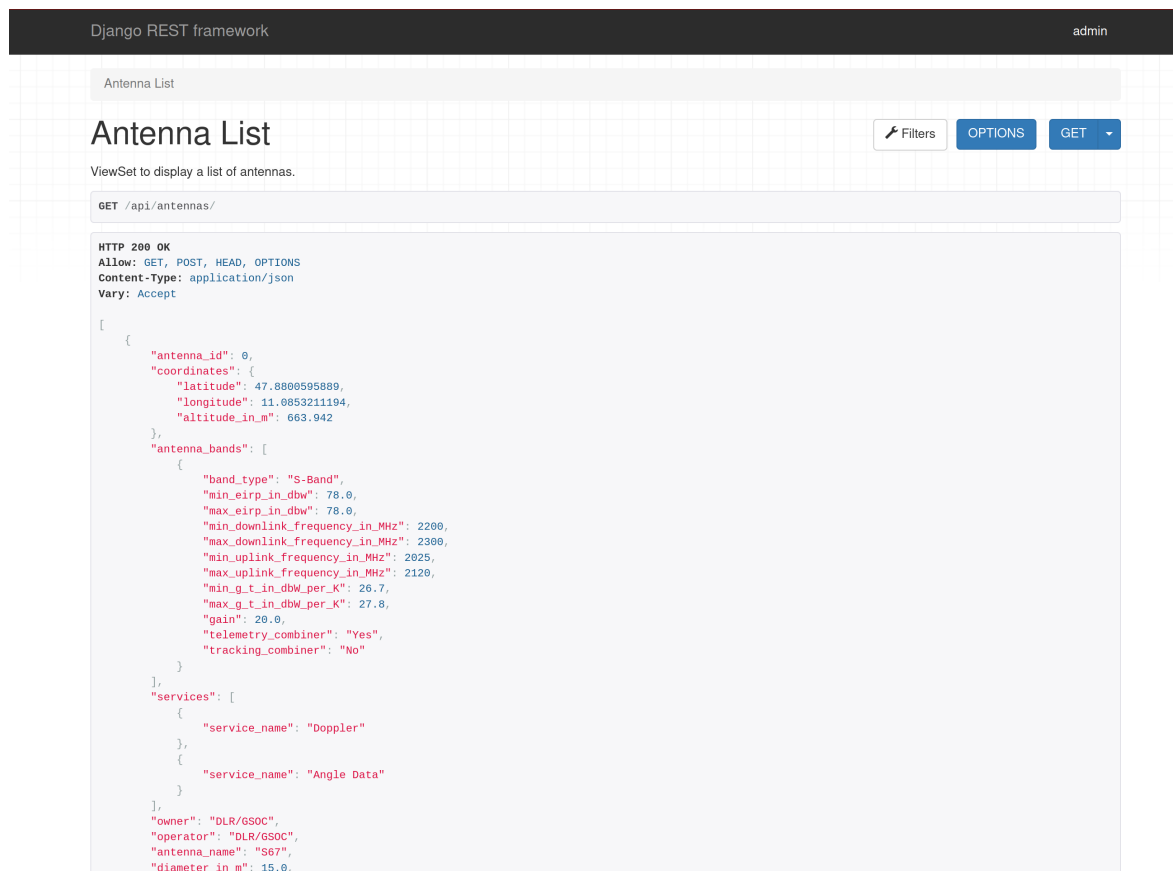 Django REST framework
admin
Antenna List
Antenna List
Filters
OPTIONS
GET
ViewSet to display a list of antennas.
GET /api/antennas/
HTTP 200 OK
Allow: GET, POST, HEAD, OPTIONS
Content-Type: application/json
Vary: Accept
[
    {
        "antenna_id": 0,
        "coordinates": {
            "latitude": 47.8800595889,
            "longitude": 11.0853211194,
            "altitude_in_m": 663.942
        },
        "antenna_bands": [
            {
                "band_type": "S-Band",
                "min_eirp_in_dbw": 78.0,
                "max_eirp_in_dbw": 78.0,
                "min_downlink_frequency_in_MHz": 2200,
                "max_downlink_frequency_in_MHz": 2300,
                "min_uplink_frequency_in_MHz": 2025,
                "max_uplink_frequency_in_MHz": 2120,
                "min_g_t_in_dbW_per_K": 26.7,
                "max_g_t_in_dbW_per_K": 27.8,
                "gain": 20.0,
                "telemetry_combiner": "Yes",
                "tracking_combiner": "No"
            }
        ],
        "services": [
            {
                "service_name": "Doppler"
            },
            {
                "service_name": "Angle Data"
            }
        ],
        "owner": "DLR/GSOC",
        "operator": "DLR/GSOC",
        "antenna_name": "S67",
        "diameter_in_m": 15.0,